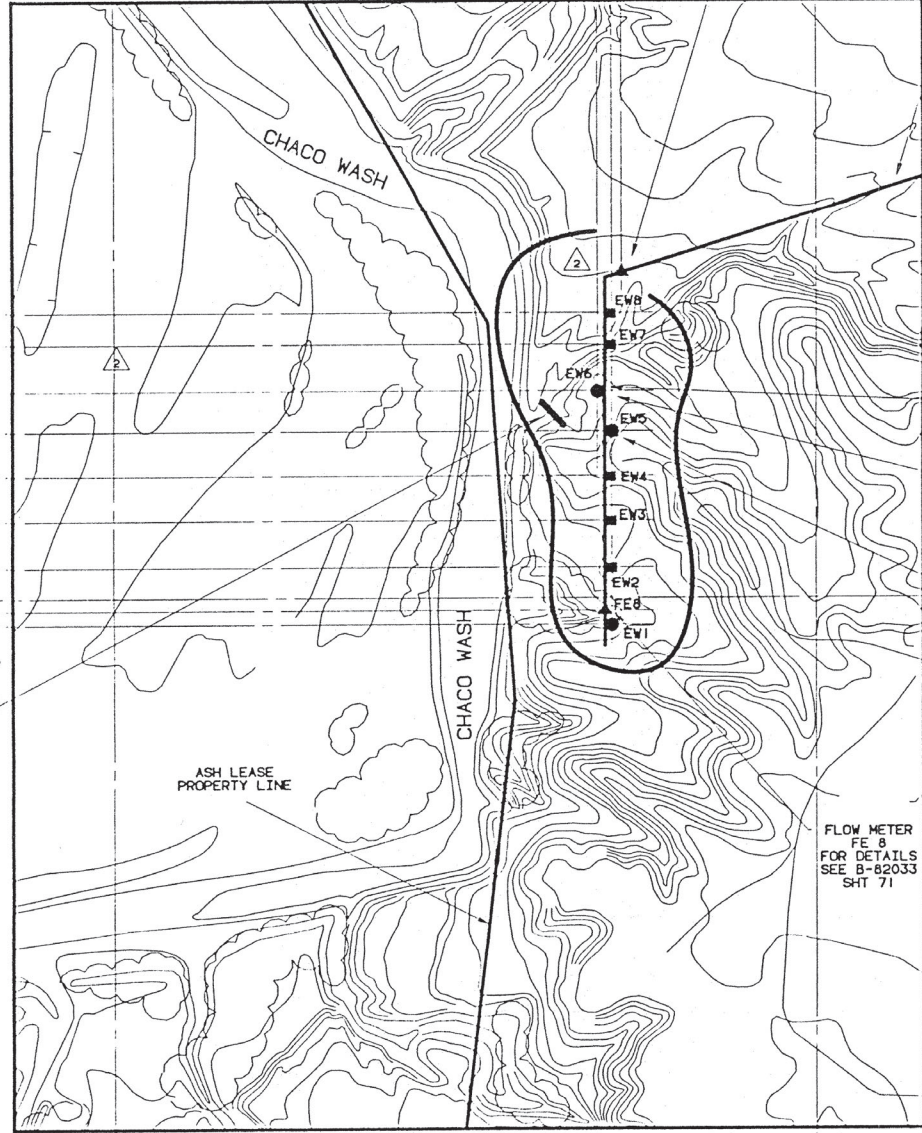 CHACO WASH
2
EW8
EW7
2
EW6
EW5
EW4
EW3
EW2
FE8
EW1
CHACO WASH
ASH LEASE
PROPERTY LINE
FLOW METER
FE 8
FOR DETAILS
SEE B-82033
SHT 71